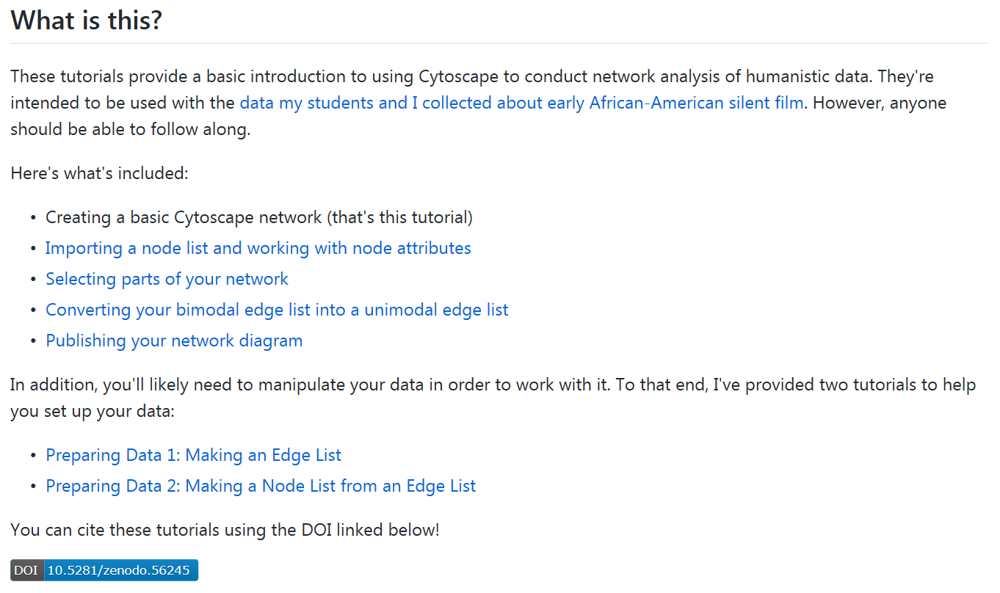 What is this?
These tutorials provide a basic introduction to using Cytoscape to conduct network analysis of humanistic data. They're
intended to be used with the data my students and I collected about early African-American silent film. However, anyone
should be able to follow along.
Here's what's included:
• Creating a basic Cytoscape network (that's this tutorial)
• Importing a node list and working with node attributes
• Selecting parts of your network
• Converting your bimodal edge list into a unimodal edge list
• Publishing your network diagram
In addition, you'll likely need to manipulate your data in order to work with it. To that end, I've provided two tutorials to help
you set up your data:
• Preparing Data 1: Making an Edge List
• Preparing Data 2: Making a Node List from an Edge List
You can cite these tutorials using the DOI linked below!
DOI 10.5281/zenodo.56245